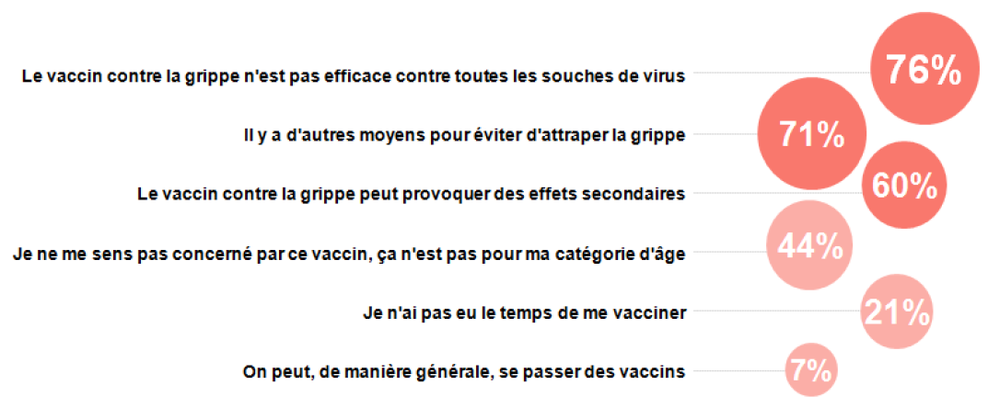 Le vaccin contre la grippe n'est pas efficace contre toutes les souches de virus
76%
Il y a d'autres moyens pour éviter d'attraper la grippe
71%
Le vaccin contre la grippe peut provoquer des effets secondaires
60%
Je ne me sens pas concerné par ce vaccin, ça n'est pas pour ma catégorie d'âge
44%
Je n'ai pas eu le temps de me vacciner
21%
On peut, de manière générale, se passer des vaccins
7%